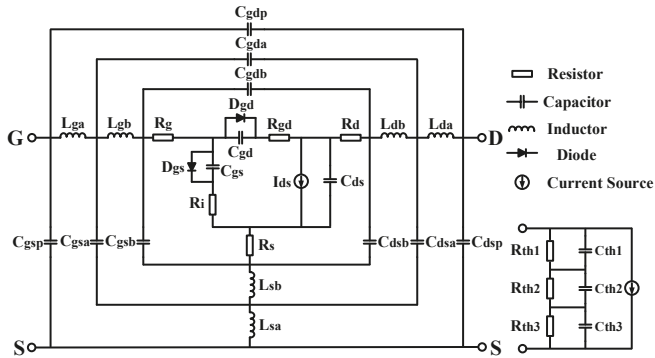 Cgdp
Cgda
Cgdb
Dgd
Lga Lgb Rg Rgd Rd Ldb Lda
G D
Cgd
Dgs Cgs Ids Cds
Ri
Cgsp Cgsa Cgsb Rs Cdsb Cdsa Cdsp
Lsb
Lsa
S S
Resistor
Capacitor
Inductor
Diode
Current Source
Rth1 Cth1
Rth2 Cth2
Rth3 Cth3